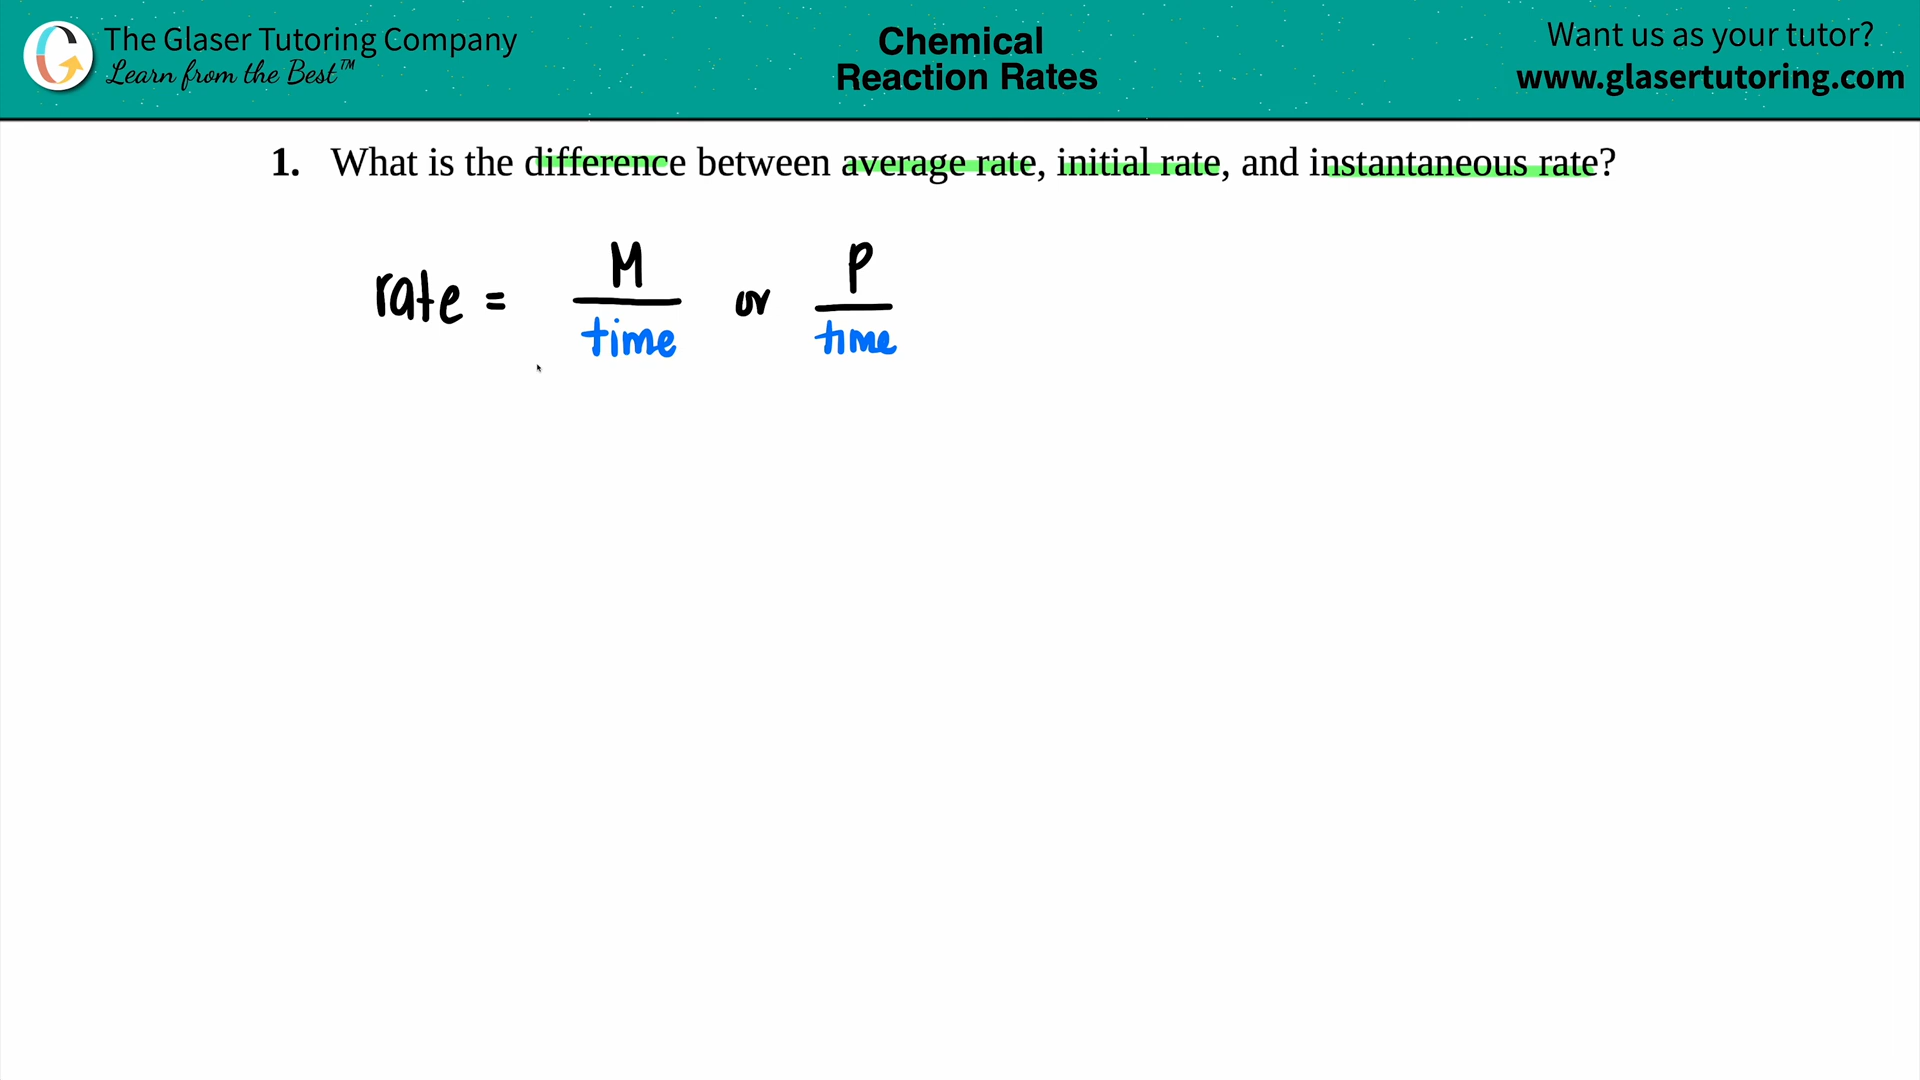 The Glaser Tutoring Company
Learn from the Best™
Chemical
Reaction Rates
Want us as your tutor?
www.glasertutoring.com
1. What is the difference between average rate, initial rate, and instantaneous rate?
rate = M / time or P / time